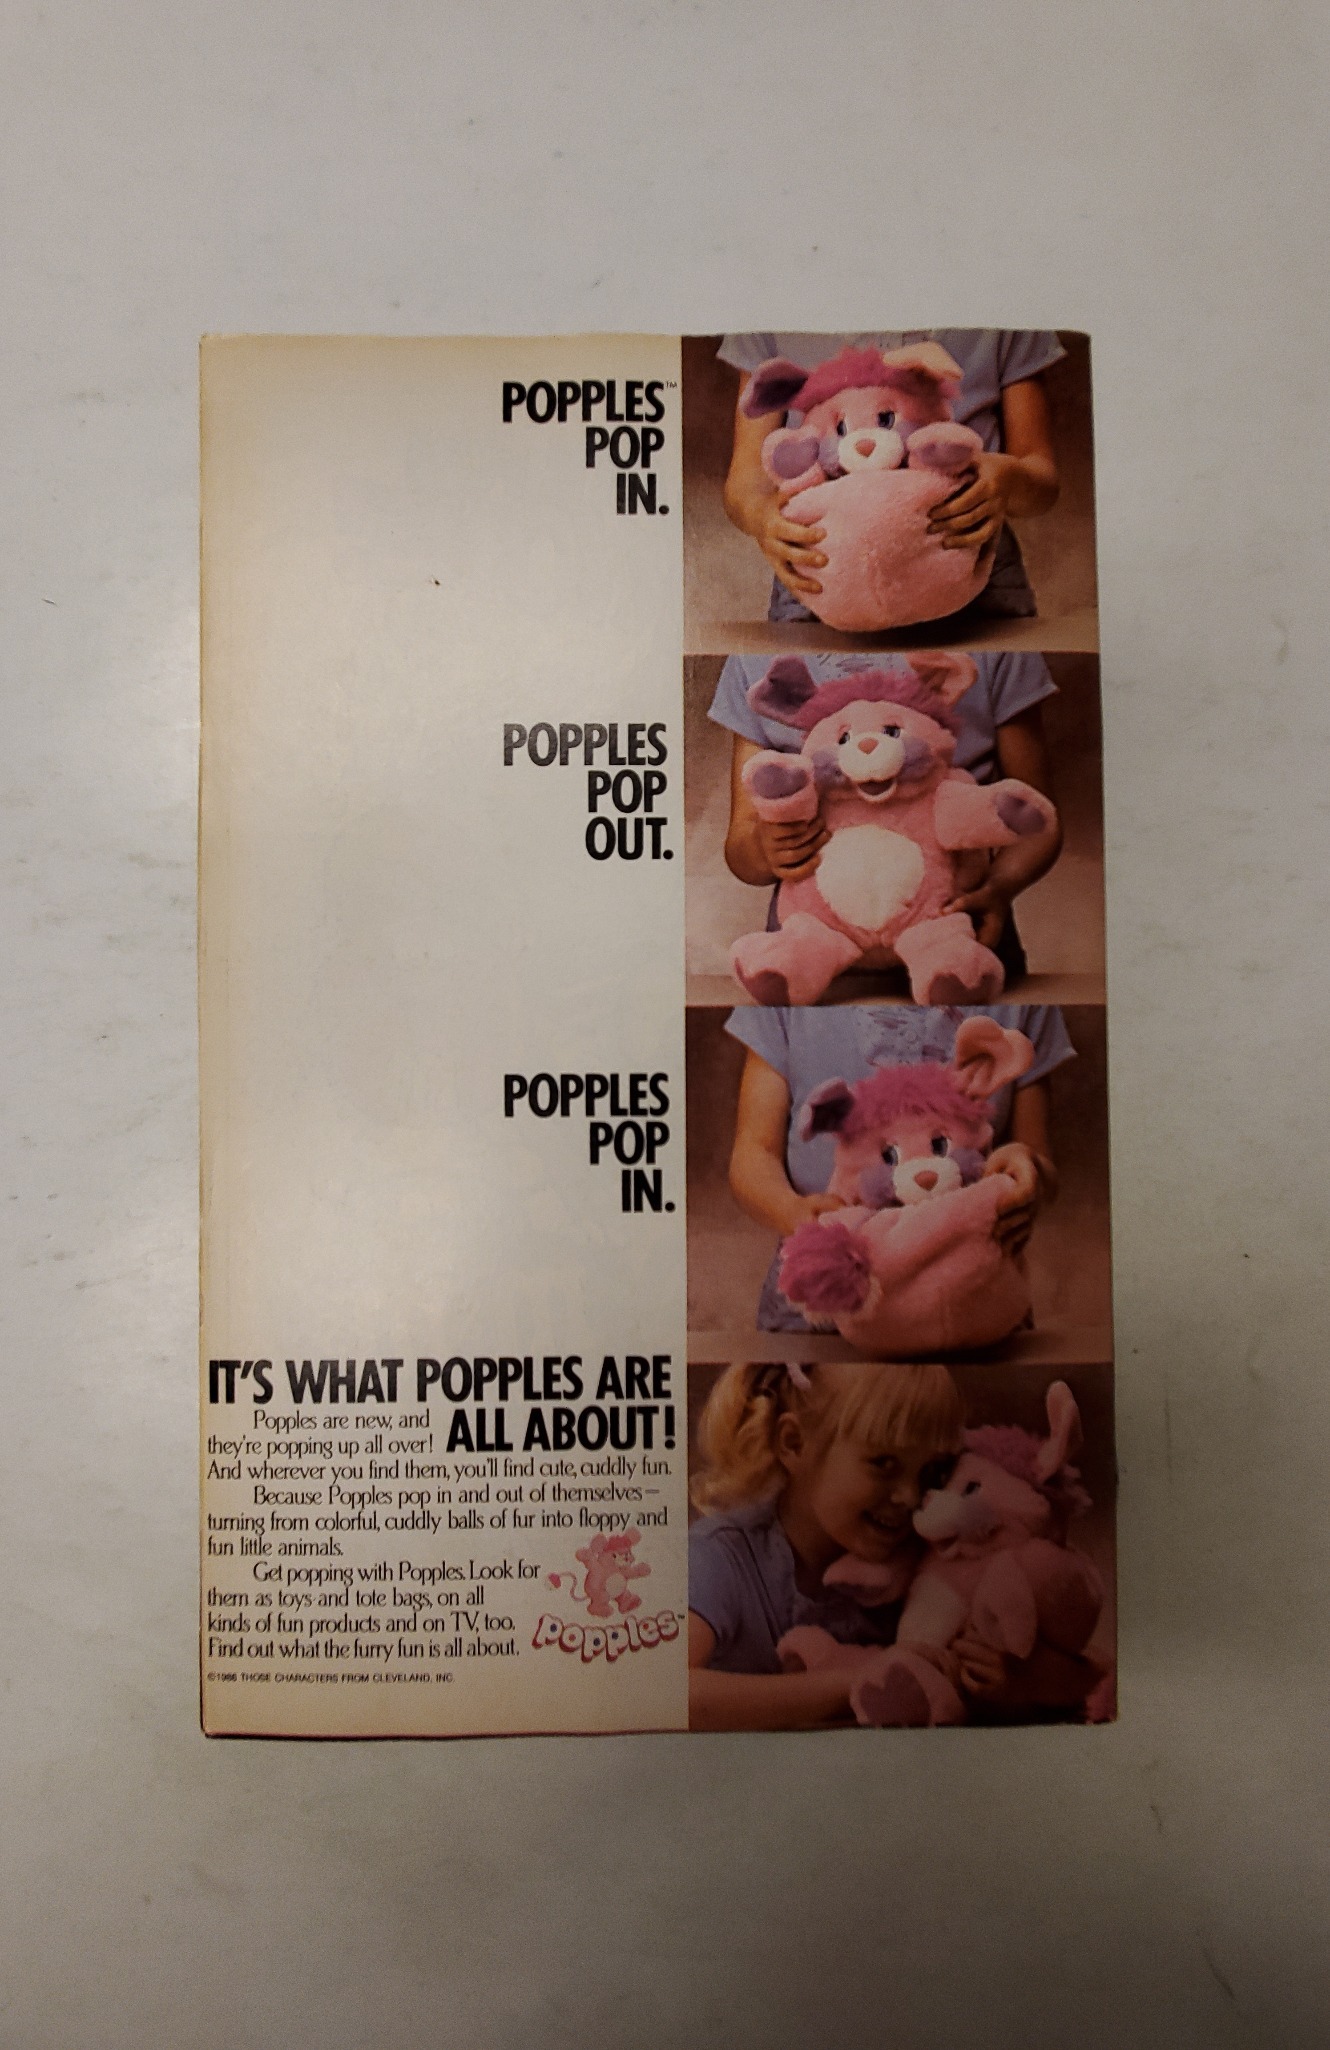 POPPLES™
POP
IN.
POPPLES
POP
OUT.
POPPLES
POP
IN.
IT'S WHAT POPPLES ARE
ALL ABOUT!
Popples are new, and
they're popping up all over!
And wherever you find them, you'll find cute, cuddly fun.
Because Popples pop in and out of themselves—
turning from colorful, cuddly balls of fur into floppy and
fun little animals.
Get popping with Popples. Look for
them as toys and tote bags, on all
kinds of fun products and on TV, too.
Find out what the furry fun is all about.
Popples™
©1986 THOSE CHARACTERS FROM CLEVELAND, INC.